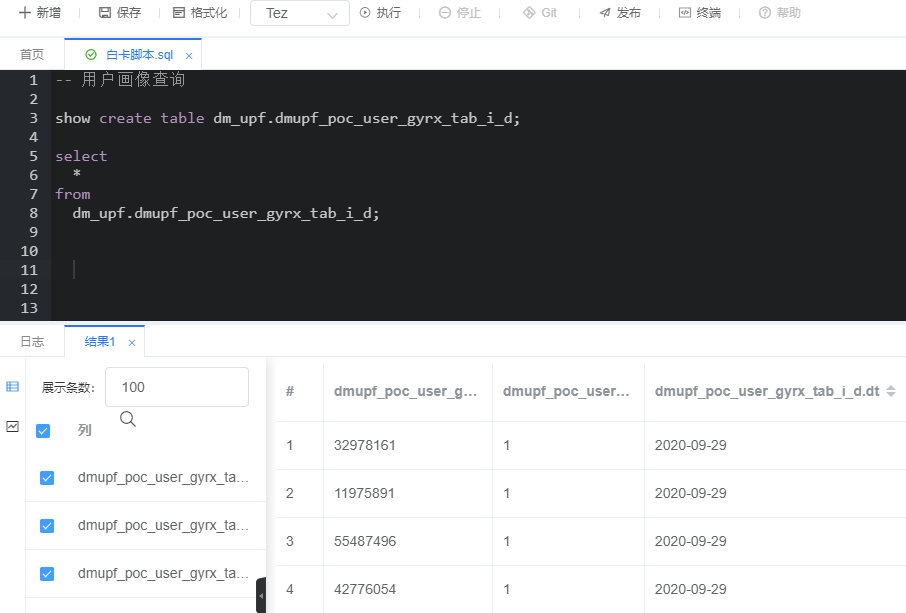 新增 保存 格式化 Tez 执行 停止 Git 发布 终端 帮助
首页 白卡脚本.sql ×
1 -- 用户画像查询
2
3 show create table dm_upf.dmupf_poc_user_gyrx_tab_i_d;
4
5 select
6 *
7 from
8 dm_upf.dmupf_poc_user_gyrx_tab_i_d;
9
10
11
12
13
日志 结果1 ×
展示条数: 100
列
dmupf_poc_user_gyrx_ta...
dmupf_poc_user_gyrx_ta...
dmupf_poc_user_gyrx_ta...
# dmupf_poc_user_g... dmupf_poc_user... dmupf_poc_user_gyrx_tab_i_d.dt
1 32978161 1 2020-09-29
2 11975891 1 2020-09-29
3 55487496 1 2020-09-29
4 42776054 1 2020-09-29